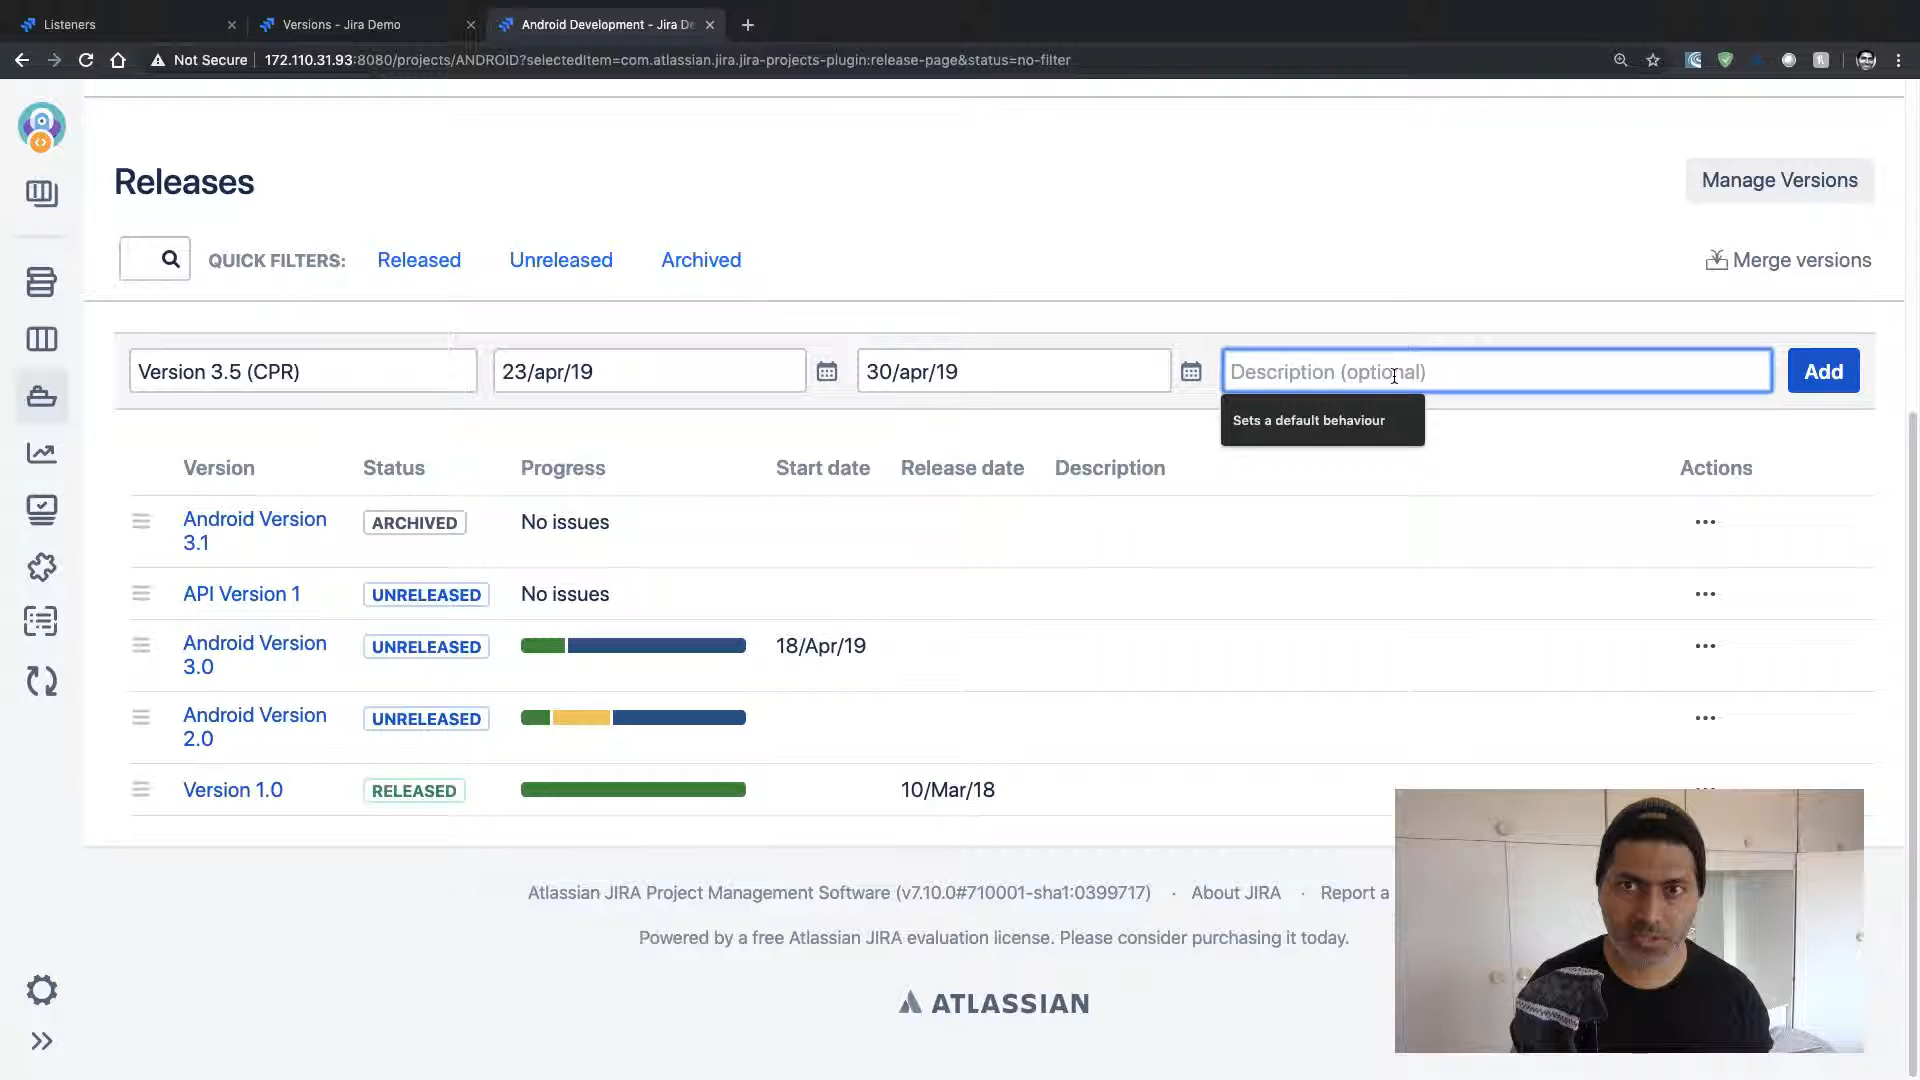 Listeners
Versions - Jira Demo
Android Development - Jira De
Not Secure
172.110.31.93:8080/projects/ANDROID?selectedItem=com.atlassian.jira.jira-projects-plugin:release-page&status=no-filter
Releases
Manage Versions
QUICK FILTERS:
Released
Unreleased
Archived
Merge versions
Version 3.5 (CPR)
23/apr/19
30/apr/19
Description (optional)
Add
Sets a default behaviour
Version
Status
Progress
Start date
Release date
Description
Actions
Android Version
3.1
ARCHIVED
No issues
API Version 1
UNRELEASED
No issues
Android Version
3.0
UNRELEASED
18/Apr/19
Android Version
2.0
UNRELEASED
Version 1.0
RELEASED
10/Mar/18
Atlassian JIRA Project Management Software (v7.10.0#710001-sha1:0399717) · About JIRA · Report a
Powered by a free Atlassian JIRA evaluation license. Please consider purchasing it today.
ATLASSIAN